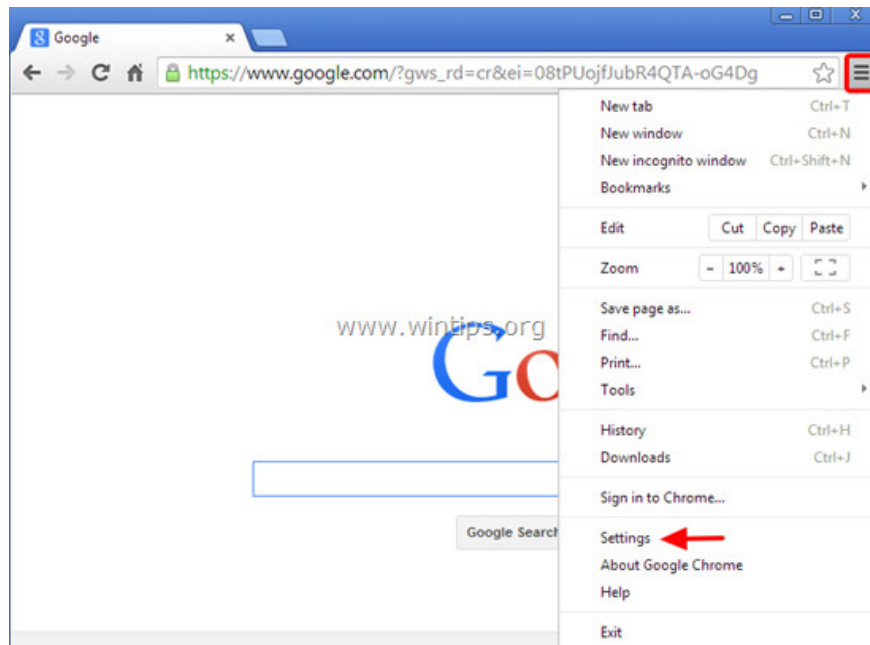 Google
https://www.google.com/?gws_rd=cr&ei=08tPUojfJubR4QTA-oG4Dg
New tab Ctrl+T
New window Ctrl+N
New incognito window Ctrl+Shift+N
Bookmarks
Edit Cut Copy Paste
Zoom - 100% +
Save page as... Ctrl+S
Find... Ctrl+F
www.wintips.org
Print... Ctrl+P
Go
Tools
History Ctrl+H
Downloads Ctrl+J
Sign in to Chrome...
Google Search
Settings
About Google Chrome
Help
Exit